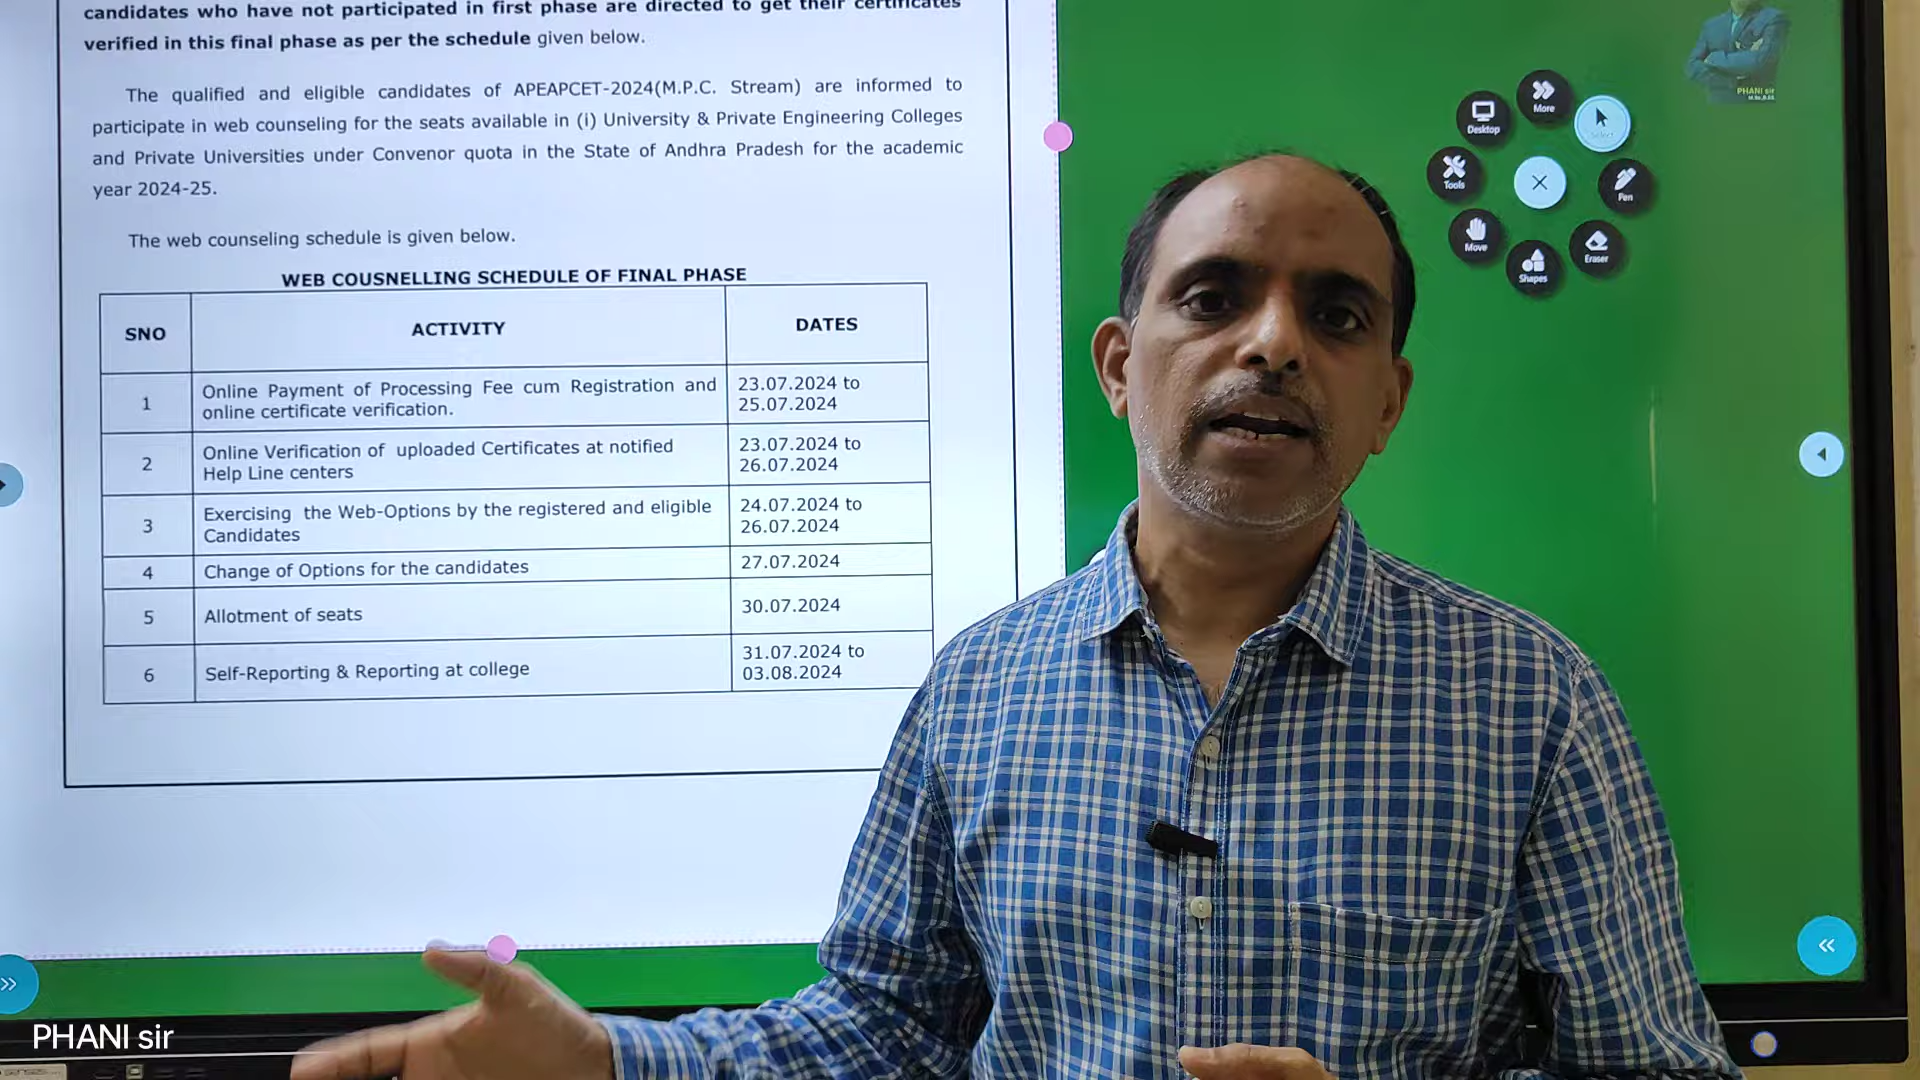 candidates who have not participated in first phase are directed to get their certificates
verified in this final phase as per the schedule given below.
The qualified and eligible candidates of APEAPCET-2024(M.P.C. Stream) are informed to
participate in web counseling for the seats available in (i) University & Private Engineering Colleges
and Private Universities under Convenor quota in the State of Andhra Pradesh for the academic
year 2024-25.
The web counseling schedule is given below.
WEB COUSNELLING SCHEDULE OF FINAL PHASE
SNO ACTIVITY DATES
1 Online Payment of Processing Fee cum Registration and 23.07.2024 to
online certificate verification. 25.07.2024
2 Online Verification of uploaded Certificates at notified 23.07.2024 to
Help Line centers 26.07.2024
3 Exercising the Web-Options by the registered and eligible 24.07.2024 to
Candidates 26.07.2024
4 Change of Options for the candidates 27.07.2024
5 Allotment of seats 30.07.2024
6 Self-Reporting & Reporting at college 31.07.2024 to
03.08.2024
PHANI sir
More
Desktop
Select
Tools
Pen
Move
Eraser
Shapes
PHANI sir